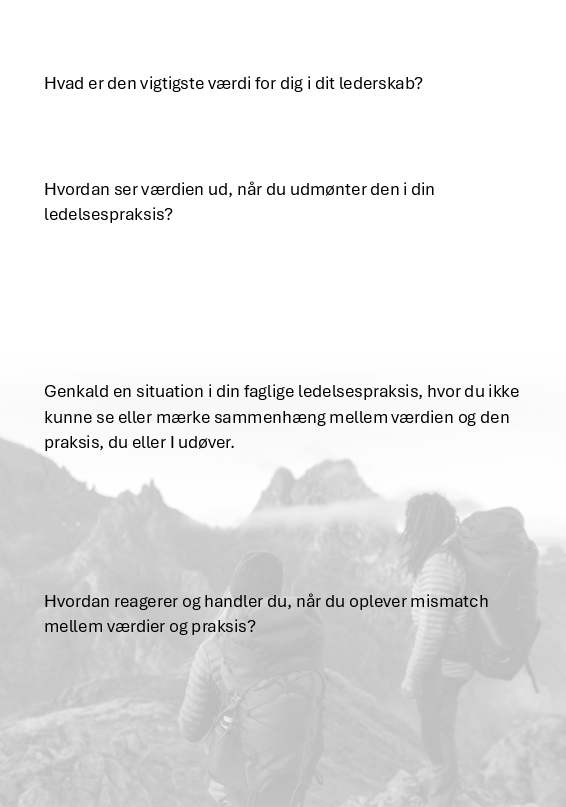 Hvad er den vigtigste værdi for dig i dit lederskab?
Hvordan ser værdien ud, når du udmønter den i din
ledelsespraksis?
Genkald en situation i din faglige ledelsespraksis, hvor du ikke
kunne se eller mærke sammenhæng mellem værdien og den
praksis, du eller I udøver.
Hvordan reagerer og handler du, når du oplever mismatch
mellem værdier og praksis?